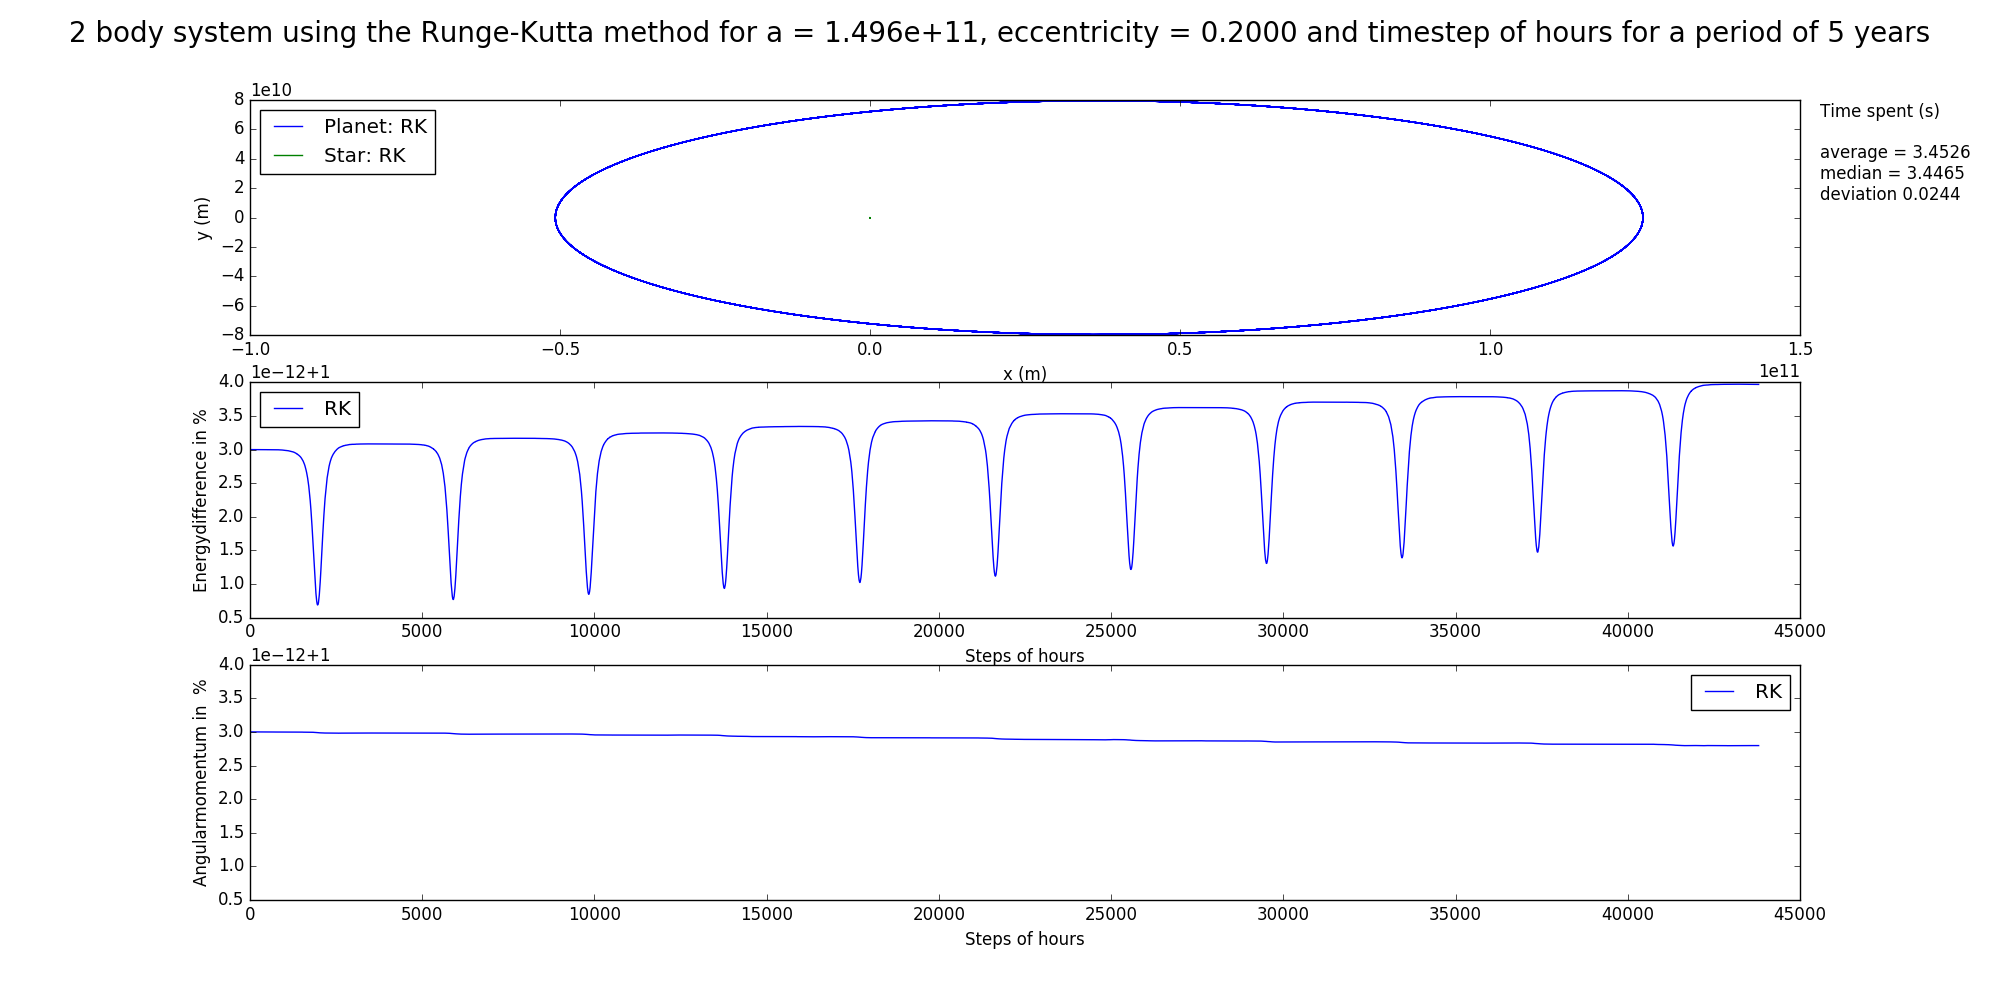 2 body system using the Runge-Kutta method for a = 1.496e+11, eccentricity = 0.2000 and timestep of hours for a period of 5 years
1e10
8
6
4
2
0
−2
−4
−6
−8
y (m)
Planet: RK
Star: RK
−1.0 −0.5 0.0 0.5 1.0 1.5
x (m)
1e11
Time spent (s)
average = 3.4526
median = 3.4465
deviation 0.0244
1e−12+1
4.0
3.5
3.0
2.5
2.0
1.5
1.0
0.5
Energydifference in %
RK
0 5000 10000 15000 20000 25000 30000 35000 40000 45000
Steps of hours
1e−12+1
4.0
3.5
3.0
2.5
2.0
1.5
1.0
0.5
Angularmomentum in %
RK
0 5000 10000 15000 20000 25000 30000 35000 40000 45000
Steps of hours